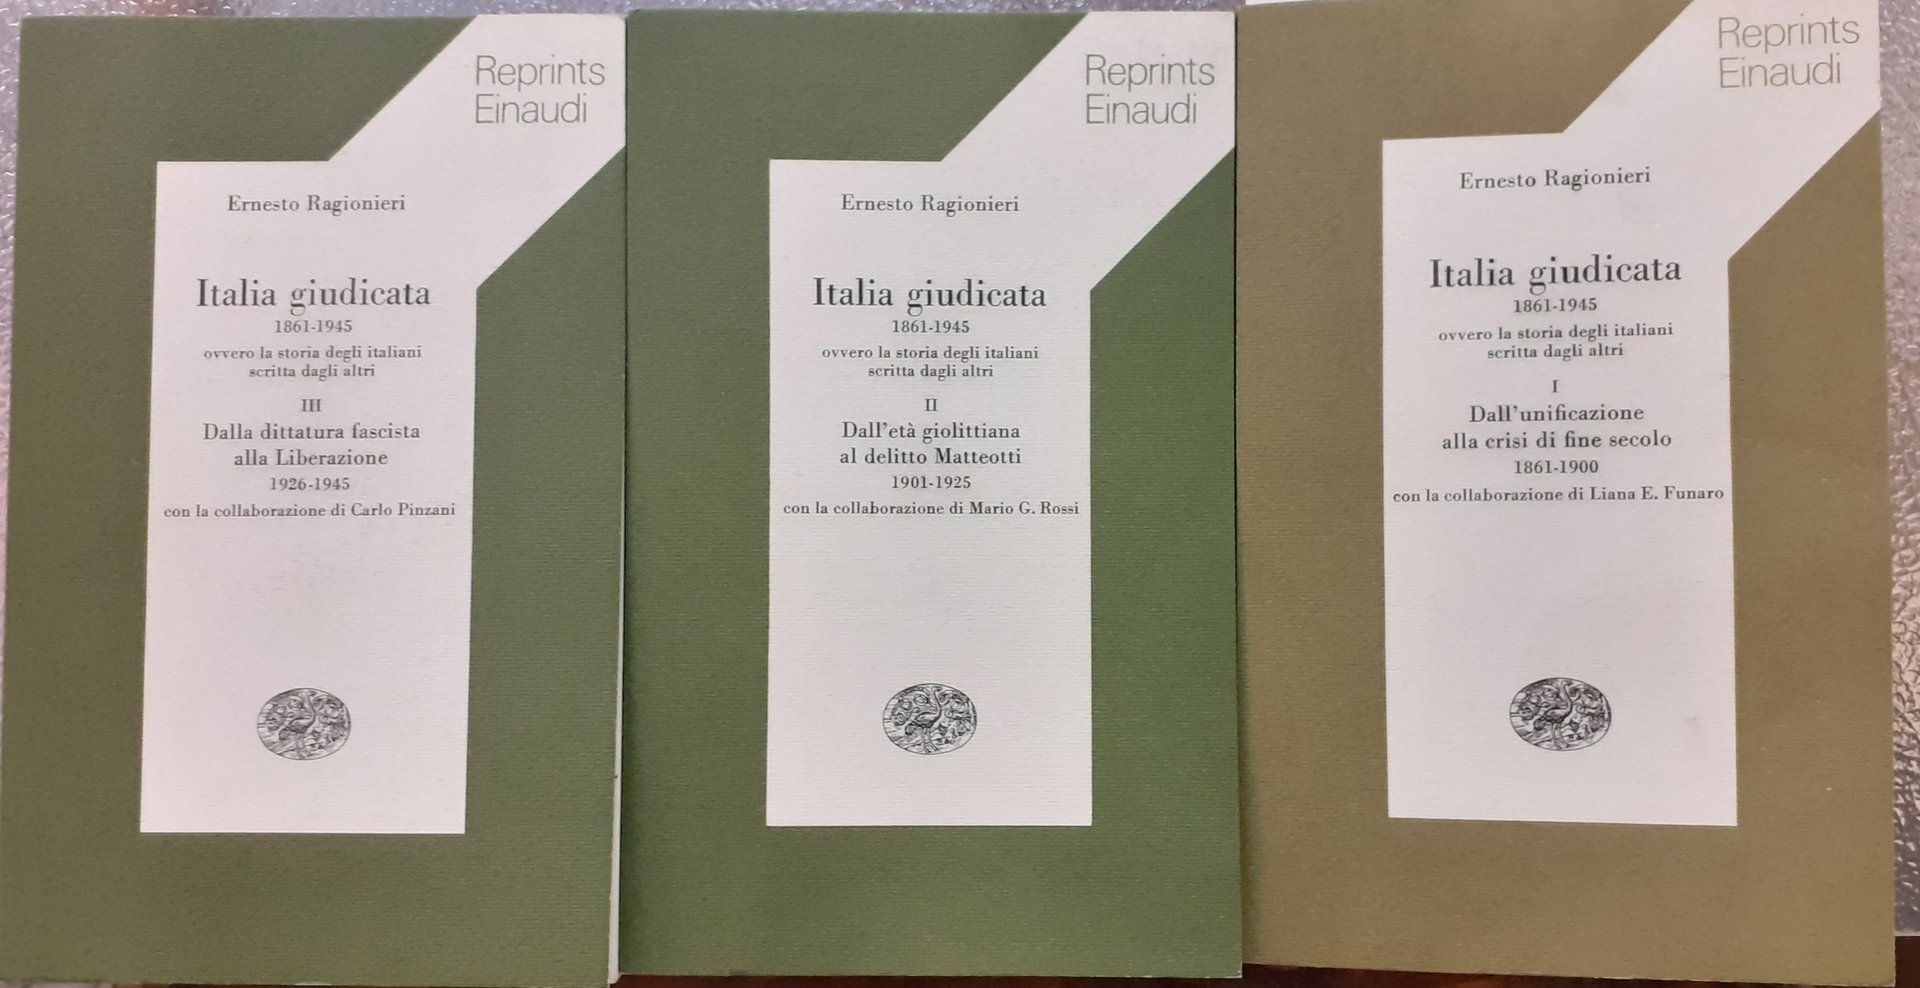 Reprints
Einaudi
Ernesto Ragionieri
Italia giudicata
1861-1945
ovvero la storia degli italiani
scritta dagli altri
III
Dalla dittatura fascista
alla Liberazione
1926-1945
con la collaborazione di Carlo Pinzani
Reprints
Einaudi
Ernesto Ragionieri
Italia giudicata
1861-1945
ovvero la storia degli italiani
scritta dagli altri
II
Dall'età giolittiana
al delitto Matteotti
1901-1925
con la collaborazione di Mario G. Rossi
Reprints
Einaudi
Ernesto Ragionieri
Italia giudicata
1861-1945
ovvero la storia degli italiani
scritta dagli altri
I
Dall'unificazione
alla crisi di fine secolo
1861-1900
con la collaborazione di Liana E. Funaro